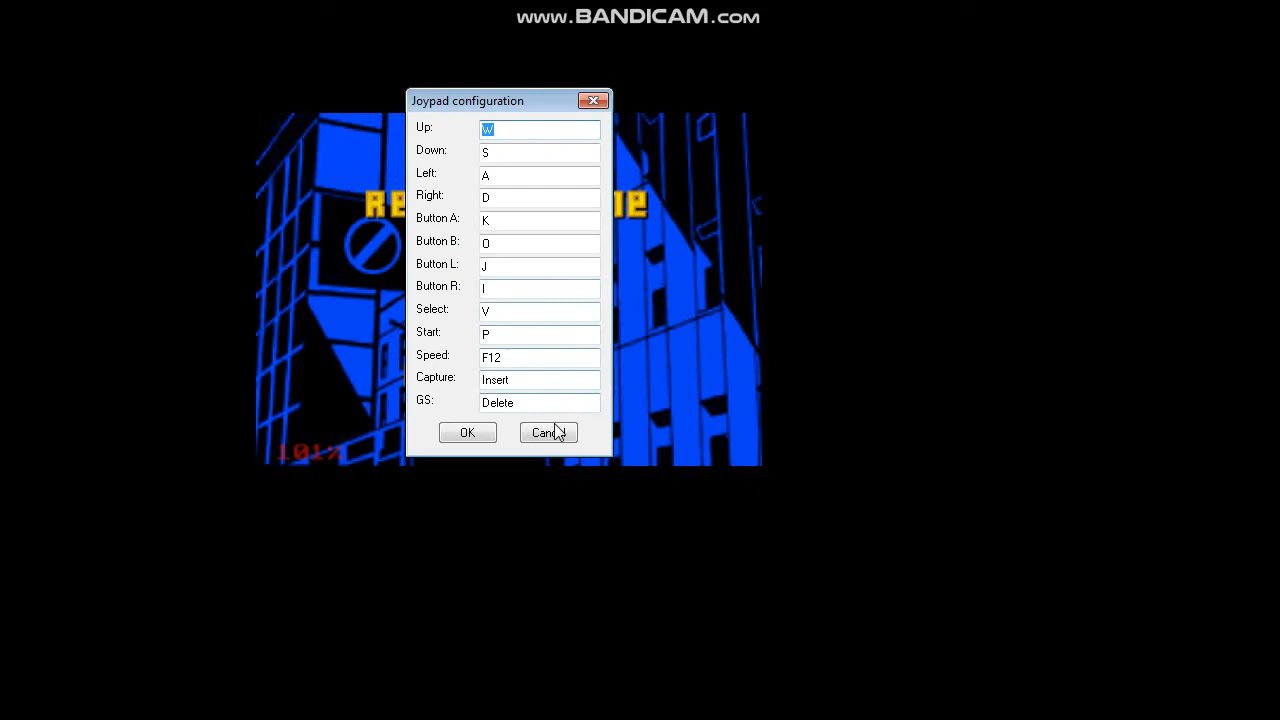 www.BANDICAM.com
Joypad configuration
Up: W
Down: S
Left: A
Right: D
Button A: K
Button B: O
Button L: J
Button R: I
Select: V
Start: P
Speed: F12
Capture: Insert
GS: Delete
OK
101%